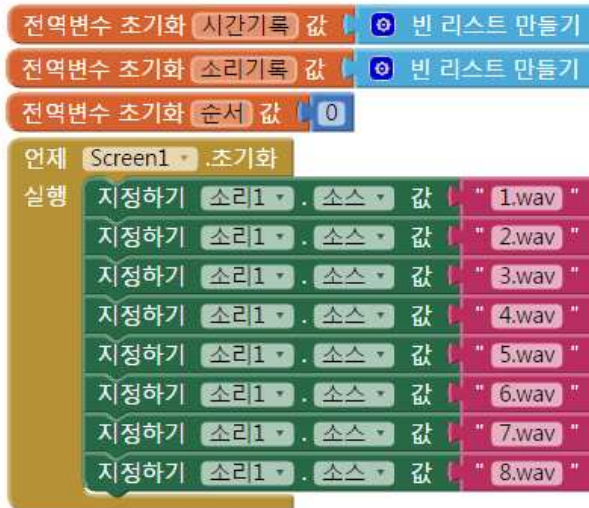 전역변수 초기화 시간기록 값 빈 리스트 만들기
전역변수 초기화 소리기록 값 빈 리스트 만들기
전역변수 초기화 순서 값 0
언제 Screen1 .초기화
실행 지정하기 소리1 . 소스 값 " 1.wav "
지정하기 소리1 . 소스 값 " 2.wav "
지정하기 소리1 . 소스 값 " 3.wav "
지정하기 소리1 . 소스 값 " 4.wav "
지정하기 소리1 . 소스 값 " 5.wav "
지정하기 소리1 . 소스 값 " 6.wav "
지정하기 소리1 . 소스 값 " 7.wav "
지정하기 소리1 . 소스 값 " 8.wav "